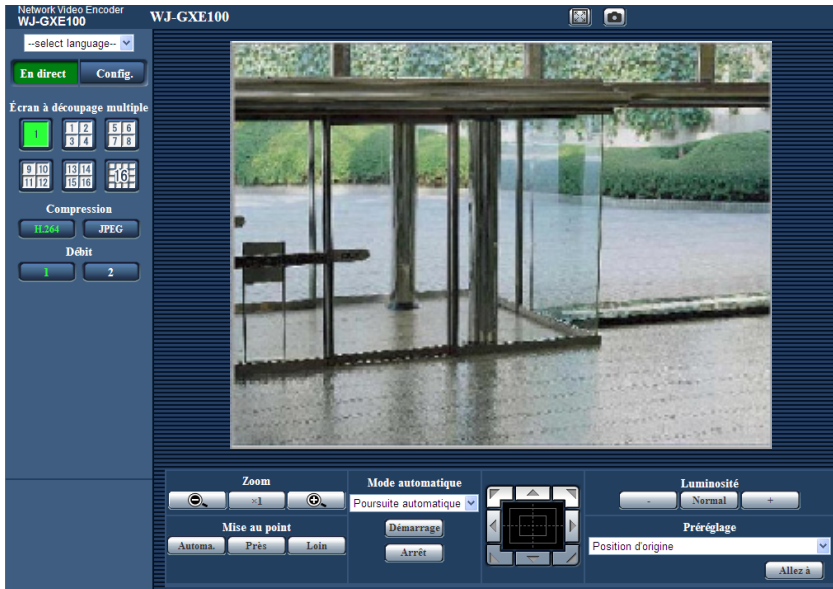 Network Video Encoder
WJ-GXE100
WJ-GXE100
--select language--
En direct Config.
Écran à découpage multiple
1
1 2
3 4
5 6
7 8
9 10
11 12
13 14
15 16
16
Compression
H.264 JPEG
Débit
1 2
Zoom
×1
Mise au point
Automa. Près Loin
Mode automatique
Poursuite automatique
Démarrage
Arrêt
Luminosité
- Normal +
Préréglage
Position d'origine
Allez à